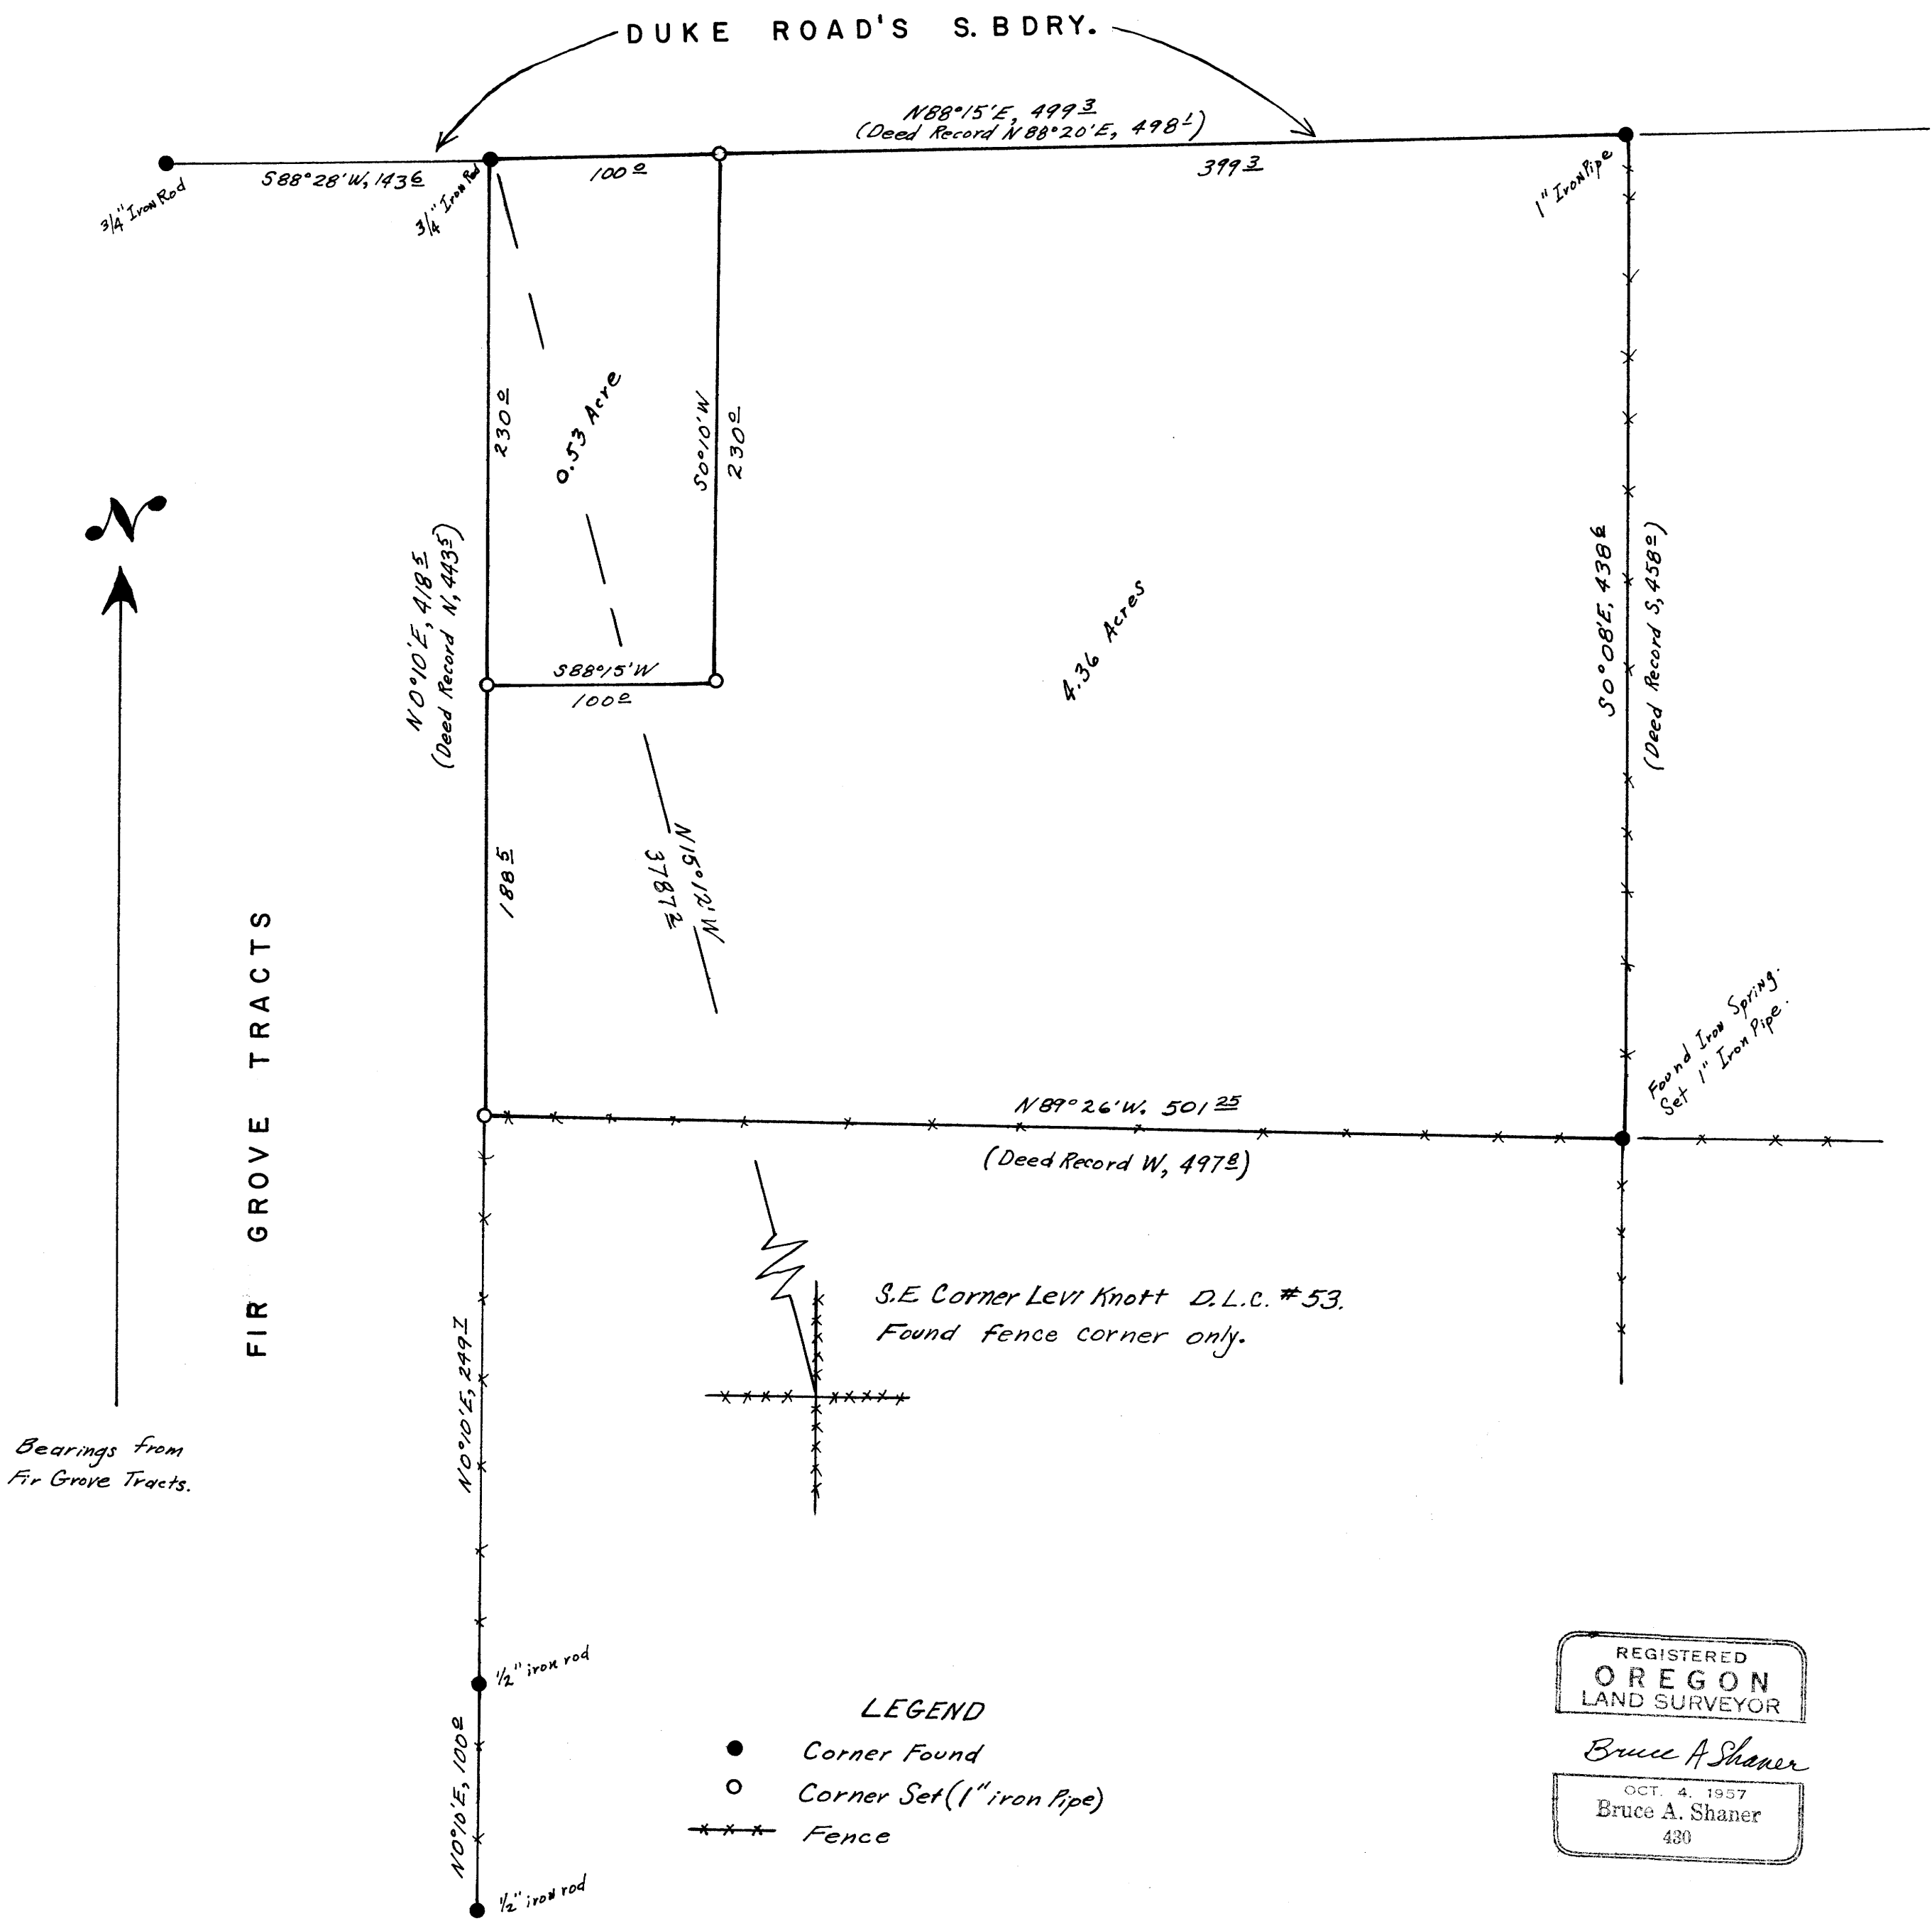 DUKE ROAD'S S. BDRY.
N88°15'E, 499 3
(Deed Record N88°20'E, 498 1)
S88°28'W, 143 6
100 0
399 3
3/4" Iron Rod
3/4" Iron Rod
1" Iron Pipe
230 0
0.53 Acre
S0°10'W
230 0
N0°10'E, 418 5
(Deed Record N, 443 5)
S88°15'W
100 0
4.36 Acres
S0°08'E, 438 6
(Deed Record S, 458 0)
N
188 5
N15°12'W
3787 2
FIR GROVE TRACTS
Found Iron Spring.
Set 1" Iron Pipe.
N89°26'W. 501 25
(Deed Record W, 497 8)
S.E Corner Levi Knott D.L.C. #53.
Found fence corner only.
N0°10'E, 249 7
Bearings from
Fir Grove Tracts.
1/2" iron rod
N0°10'E, 100 0
1/2" iron rod
LEGEND
Corner Found
Corner Set (1" iron Pipe)
Fence
REGISTERED
OREGON
LAND SURVEYOR
Bruce A Shaner
OCT. 4, 1957
Bruce A. Shaner
430